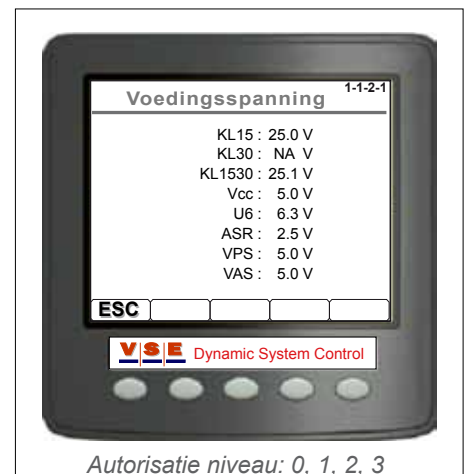 1-1-2-1
Voedingsspanning
KL15 : 25.0 V
KL30 : NA V
KL1530 : 25.1 V
Vcc : 5.0 V
U6 : 6.3 V
ASR : 2.5 V
VPS : 5.0 V
VAS : 5.0 V
ESC
VSE Dynamic System Control
Autorisatie niveau: 0, 1, 2, 3